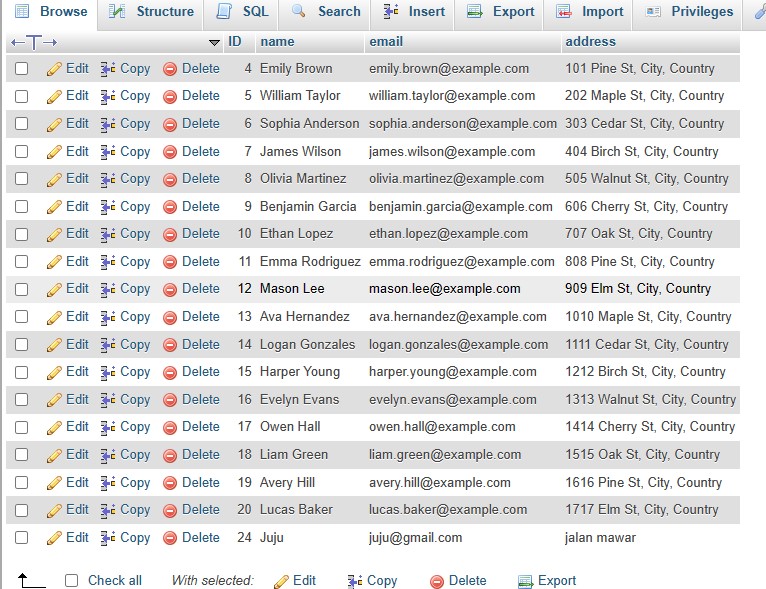 Browse Structure SQL Search Insert Export Import Privileges
ID name email address
Edit Copy Delete 4 Emily Brown emily.brown@example.com 101 Pine St, City, Country
Edit Copy Delete 5 William Taylor william.taylor@example.com 202 Maple St, City, Country
Edit Copy Delete 6 Sophia Anderson sophia.anderson@example.com 303 Cedar St, City, Country
Edit Copy Delete 7 James Wilson james.wilson@example.com 404 Birch St, City, Country
Edit Copy Delete 8 Olivia Martinez olivia.martinez@example.com 505 Walnut St, City, Country
Edit Copy Delete 9 Benjamin Garcia benjamin.garcia@example.com 606 Cherry St, City, Country
Edit Copy Delete 10 Ethan Lopez ethan.lopez@example.com 707 Oak St, City, Country
Edit Copy Delete 11 Emma Rodriguez emma.rodriguez@example.com 808 Pine St, City, Country
Edit Copy Delete 12 Mason Lee mason.lee@example.com 909 Elm St, City, Country
Edit Copy Delete 13 Ava Hernandez ava.hernandez@example.com 1010 Maple St, City, Country
Edit Copy Delete 14 Logan Gonzales logan.gonzales@example.com 1111 Cedar St, City, Country
Edit Copy Delete 15 Harper Young harper.young@example.com 1212 Birch St, City, Country
Edit Copy Delete 16 Evelyn Evans evelyn.evans@example.com 1313 Walnut St, City, Country
Edit Copy Delete 17 Owen Hall owen.hall@example.com 1414 Cherry St, City, Country
Edit Copy Delete 18 Liam Green liam.green@example.com 1515 Oak St, City, Country
Edit Copy Delete 19 Avery Hill avery.hill@example.com 1616 Pine St, City, Country
Edit Copy Delete 20 Lucas Baker lucas.baker@example.com 1717 Elm St, City, Country
Edit Copy Delete 24 Juju juju@gmail.com jalan mawar
Check all With selected: Edit Copy Delete Export